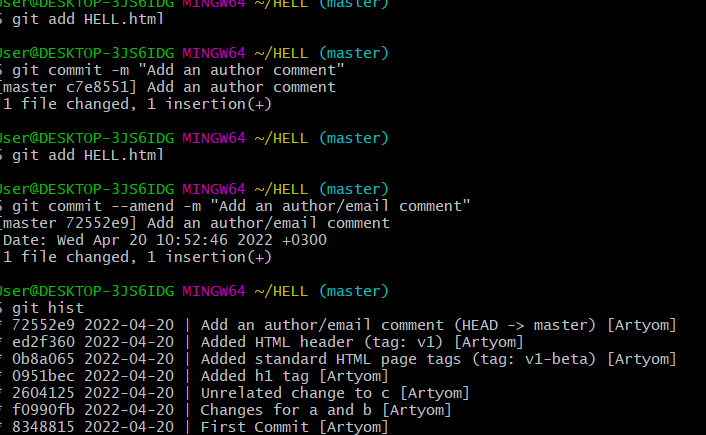 User@DESKTOP-3JS6IDG MINGW64 ~/HELL (master)
$ git add HELL.html
User@DESKTOP-3JS6IDG MINGW64 ~/HELL (master)
$ git commit -m "Add an author comment"
[master c7e8551] Add an author comment
1 file changed, 1 insertion(+)
User@DESKTOP-3JS6IDG MINGW64 ~/HELL (master)
$ git add HELL.html
User@DESKTOP-3JS6IDG MINGW64 ~/HELL (master)
$ git commit --amend -m "Add an author/email comment"
[master 72552e9] Add an author/email comment
Date: Wed Apr 20 10:52:46 2022 +0300
1 file changed, 1 insertion(+)
User@DESKTOP-3JS6IDG MINGW64 ~/HELL (master)
$ git hist
* 72552e9 2022-04-20 | Add an author/email comment (HEAD -> master) [Artyom]
* ed2f360 2022-04-20 | Added HTML header (tag: v1) [Artyom]
* 0b8a065 2022-04-20 | Added standard HTML page tags (tag: v1-beta) [Artyom]
* 0951bec 2022-04-20 | Added h1 tag [Artyom]
* 2604125 2022-04-20 | Unrelated change to c [Artyom]
* f0990fb 2022-04-20 | Changes for a and b [Artyom]
* 8348815 2022-04-20 | First Commit [Artyom]